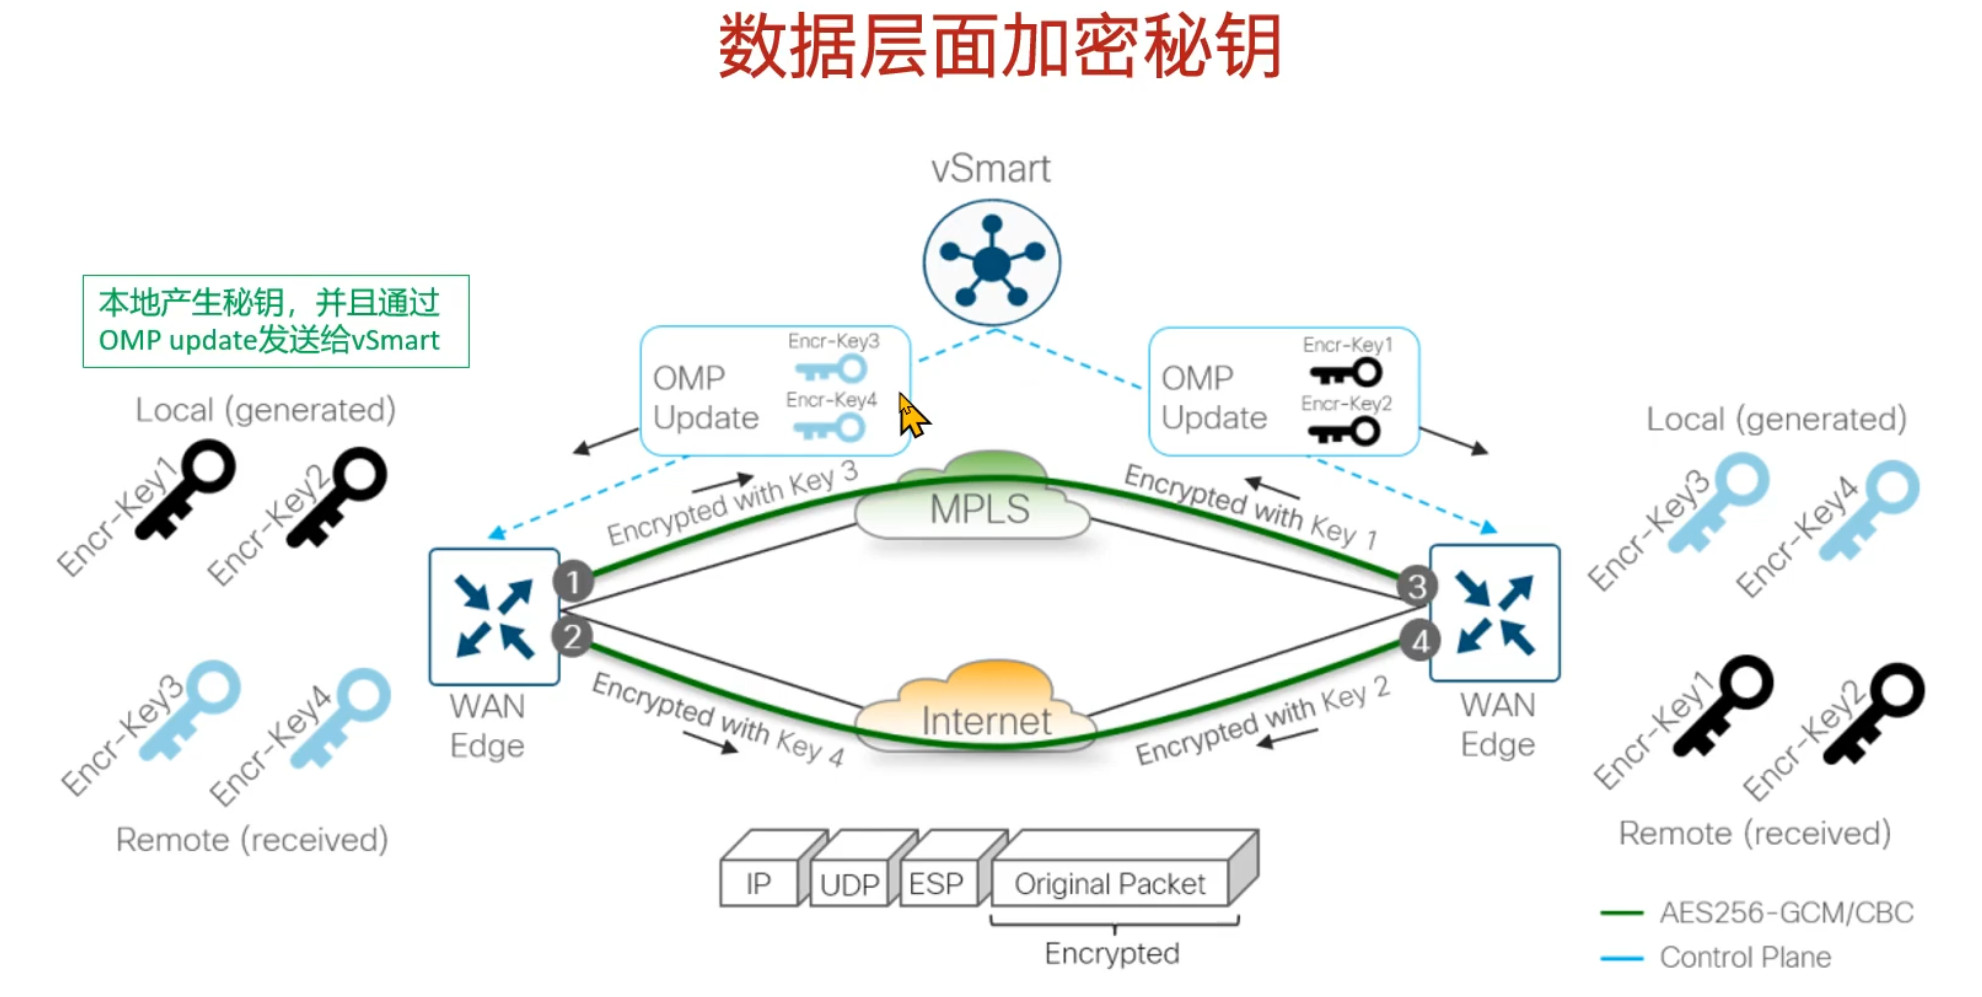 数据层面加密秘钥
vSmart
本地产生秘钥，并且通过
OMP update发送给vSmart
OMP
Update
Encr-Key3
Encr-Key4
OMP
Update
Encr-Key1
Encr-Key2
Local (generated)
Encr-Key1
Encr-Key2
Local (generated)
Encr-Key3
Encr-Key4
Encrypted with Key 3
MPLS
Encrypted with Key 1
1
2
3
4
Encrypted with Key 4
Internet
Encrypted with Key 2
WAN
Edge
WAN
Edge
Encr-Key3
Encr-Key4
Remote (received)
Encr-Key1
Encr-Key2
Remote (received)
IP
UDP
ESP
Original Packet
Encrypted
AES256-GCM/CBC
Control Plane